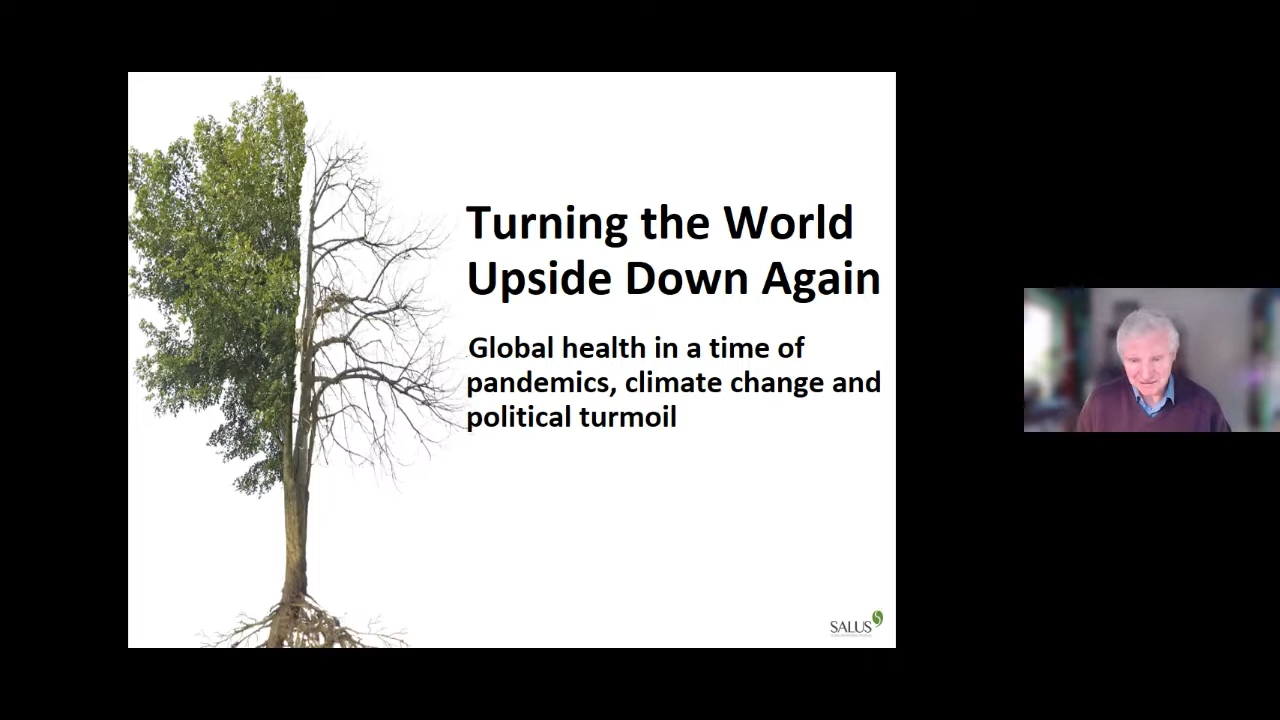 Turning the World
Upside Down Again
Global health in a time of
pandemics, climate change and
political turmoil
SALUS